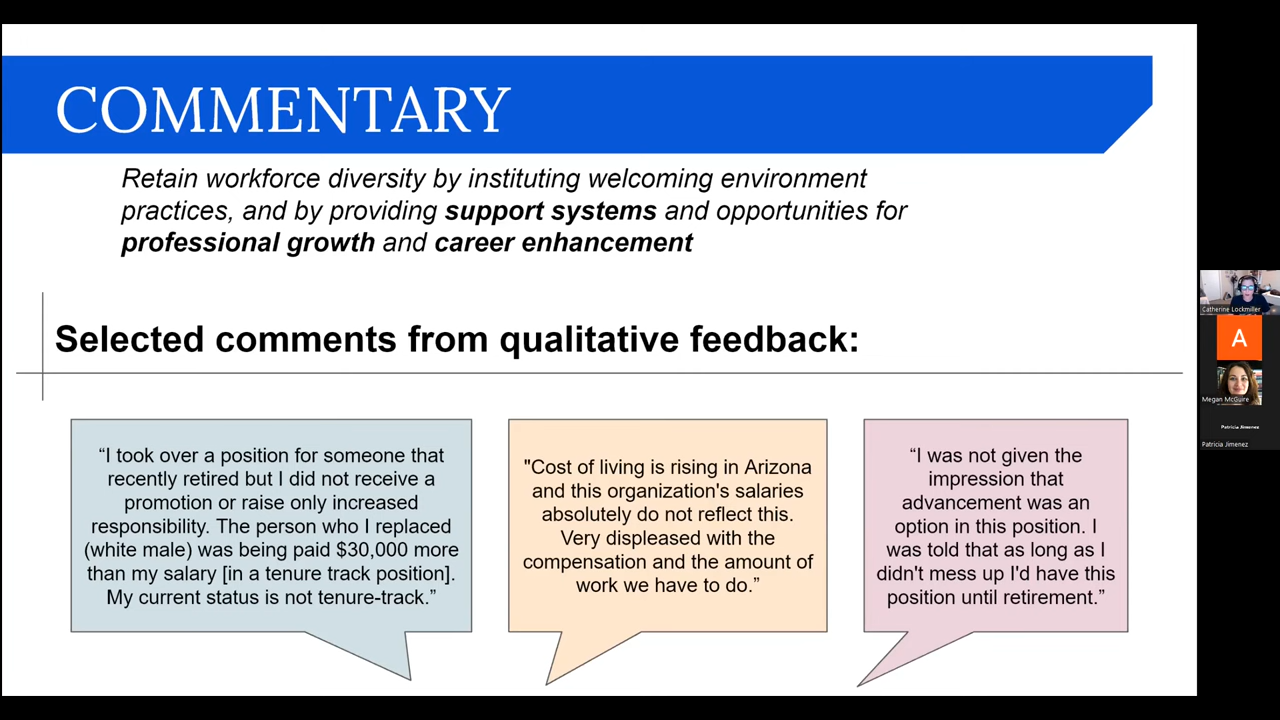 COMMENTARY
Retain workforce diversity by instituting welcoming environment
practices, and by providing support systems and opportunities for
professional growth and career enhancement
Selected comments from qualitative feedback:
“I took over a position for someone that
recently retired but I did not receive a
promotion or raise only increased
responsibility. The person who I replaced
(white male) was being paid $30,000 more
than my salary [in a tenure track position].
My current status is not tenure-track.”
"Cost of living is rising in Arizona
and this organization's salaries
absolutely do not reflect this.
Very displeased with the
compensation and the amount of
work we have to do.”
“I was not given the
impression that
advancement was an
option in this position. I
was told that as long as I
didn't mess up I'd have this
position until retirement.”
Catherine Lockmiller
A
Megan McGuire
Patricia Jimenez
Patricia Jimenez